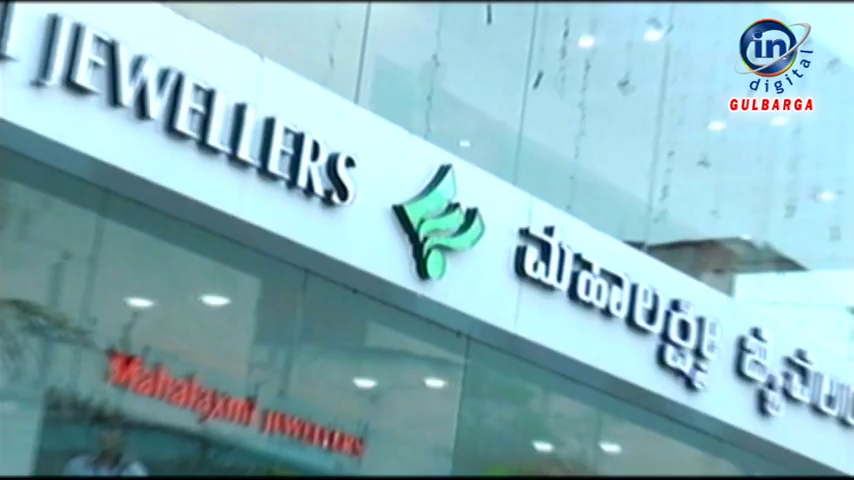 in
digital
GULBARGA
JEWELLERS
ಮಹಾಲಕ್ಷ್ಮೀ
Mahalaxmi JEWELLERS